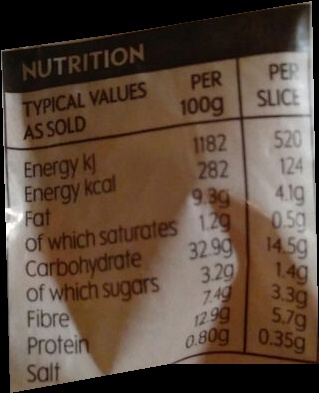 NUTRITION
TYPICAL VALUES AS SOLD PER 100g PER SLICE
Energy kJ 1182 520
Energy kcal 282 124
Fat 9.3g 4.1g
of which saturates 1.2g 0.5g
Carbohydrate 32.9g 14.5g
of which sugars 3.2g 1.4g
Fibre 7.4g 3.3g
Protein 12.9g 5.7g
Salt 0.80g 0.35g